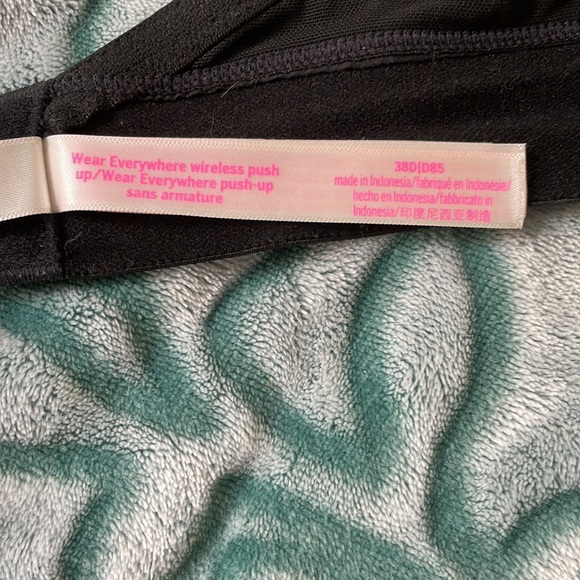 Wear Everywhere wireless push
up/Wear Everywhere push-up
sans armature
38D|D85
made in Indonesia/fabriqué en Indonésie/
hecho en Indonesia/fabbricato in
Indonesia/印度尼西亚制造